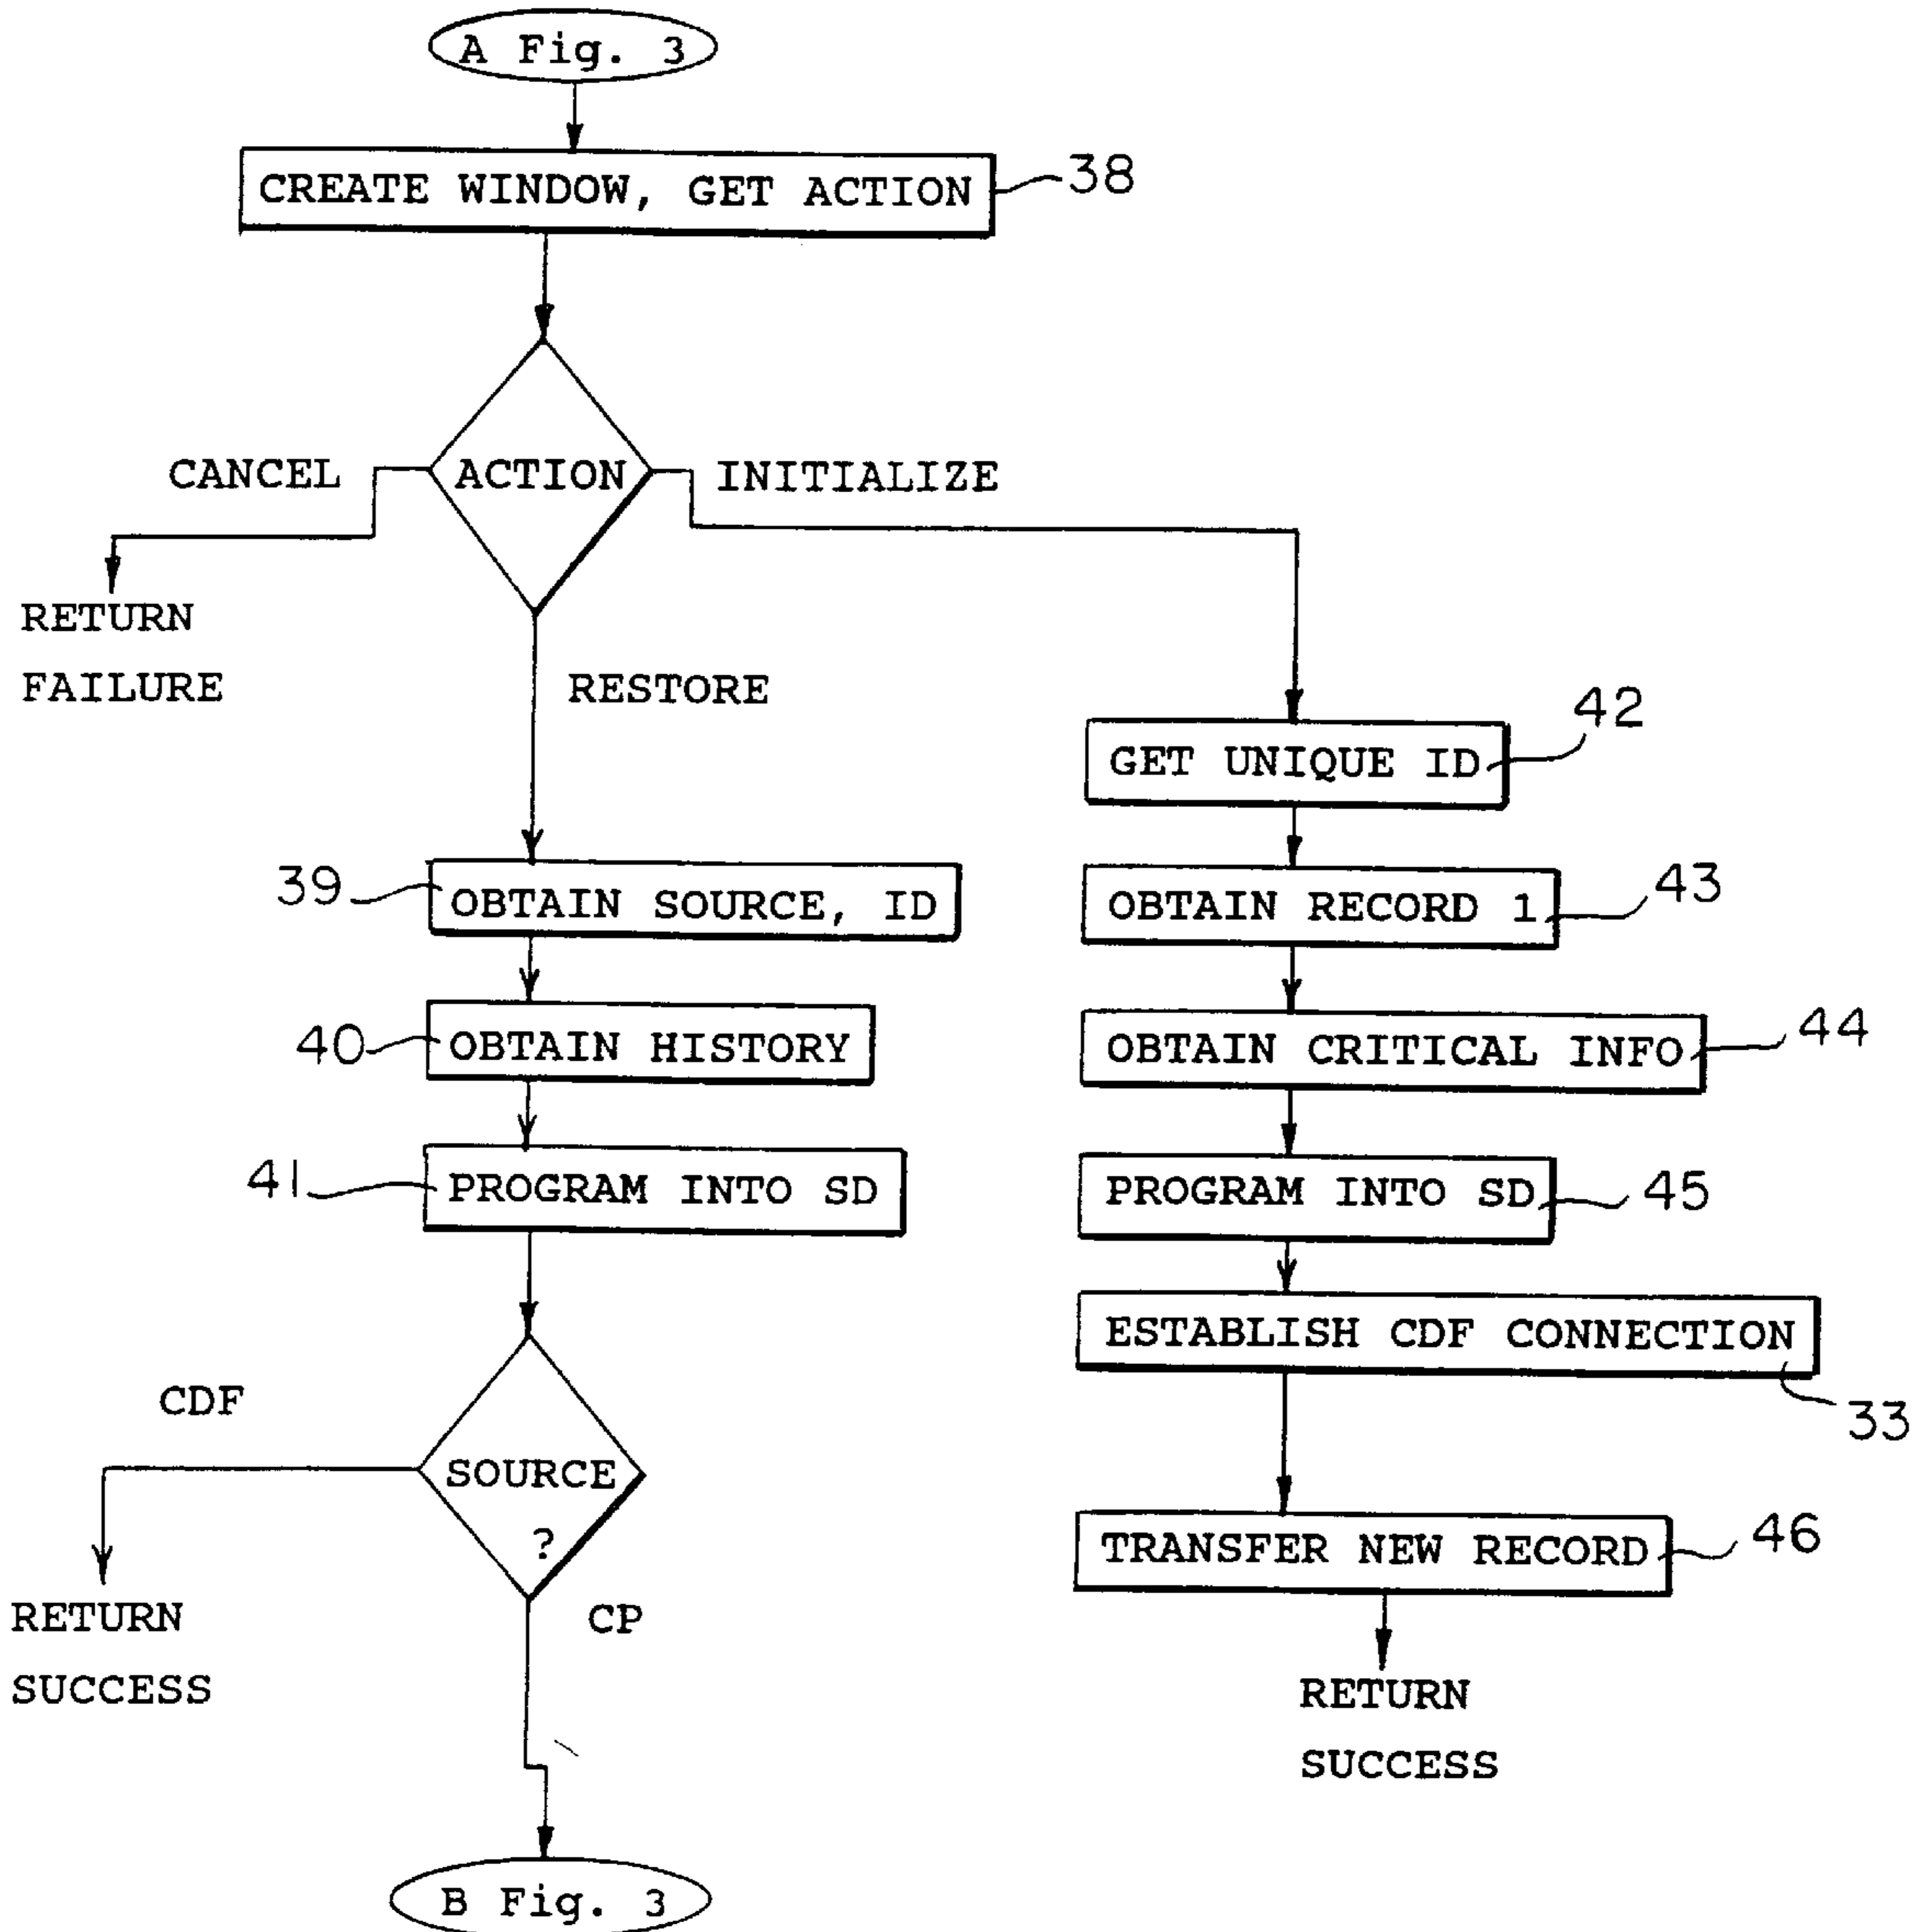 A Fig. 3
CREATE WINDOW, GET ACTION
38
CANCEL
ACTION
INITIALIZE
RETURN
FAILURE
RESTORE
42
GET UNIQUE ID
39
OBTAIN SOURCE, ID
OBTAIN RECORD 1
43
40
OBTAIN HISTORY
OBTAIN CRITICAL INFO
44
41
PROGRAM INTO SD
PROGRAM INTO SD
45
ESTABLISH CDF CONNECTION
33
CDF
SOURCE
?
TRANSFER NEW RECORD
46
RETURN
SUCCESS
CP
RETURN
SUCCESS
B Fig. 3